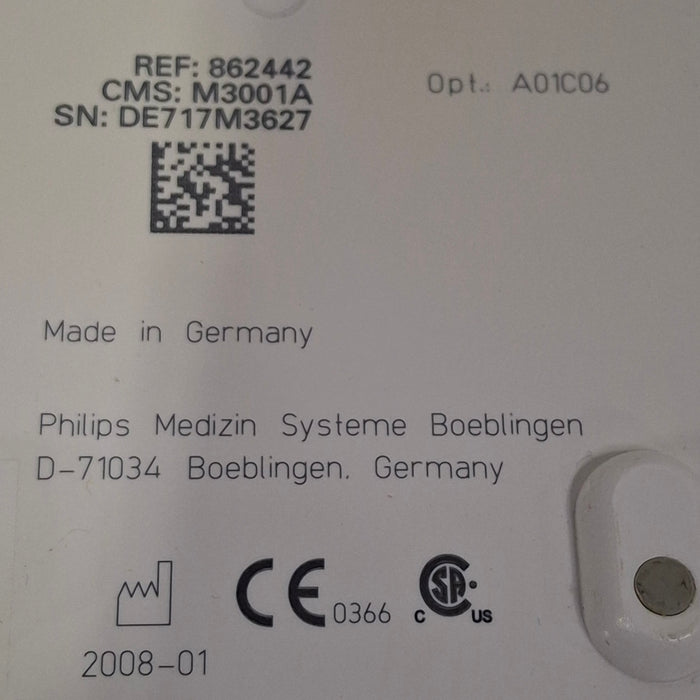 REF: 862442
CMS: M3001A
SN: DE717M3627
Opt.: A01C06
Made in Germany
Philips Medizin Systeme Boeblingen
D-71034 Boeblingen. Germany
CE 0366
C SA US
2008-01